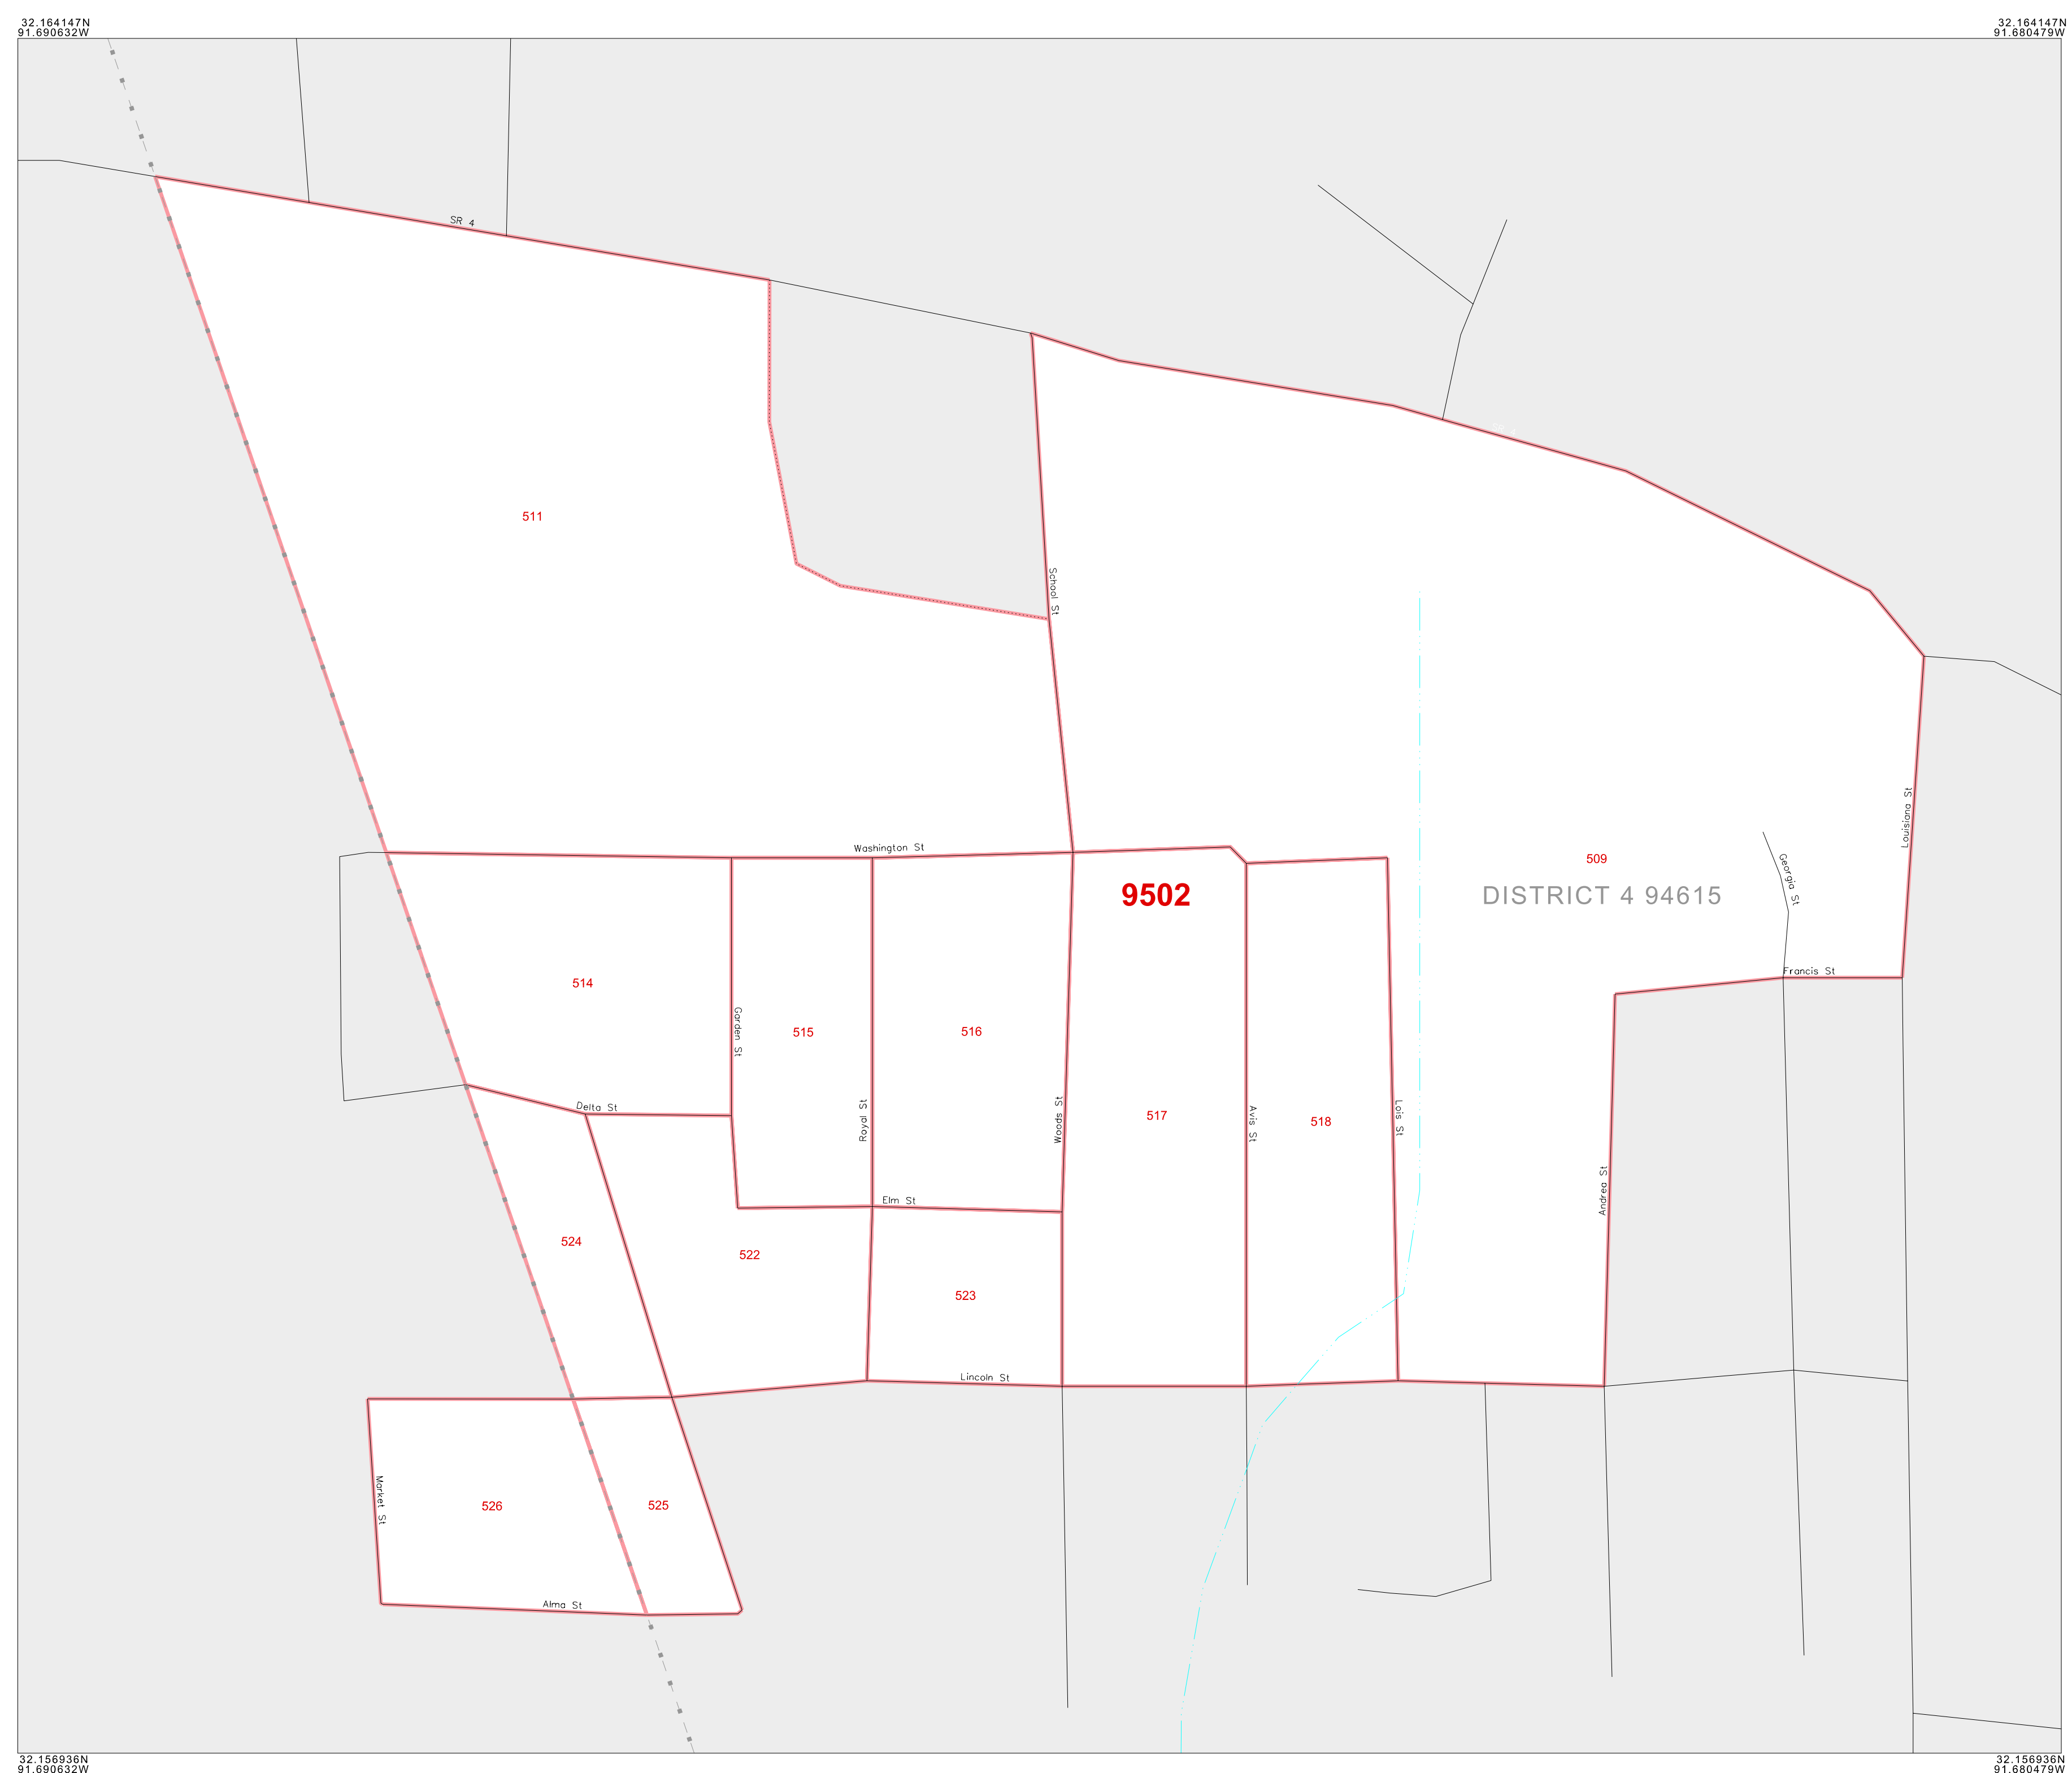 32.164147N
91.690632W
32.164147N
91.680479W
SR 4
511
School St
Louisiana St
Washington St
509
Georgia St
9502
DISTRICT 4 94615
Francis St
514
Garden St
515
516
Delta St
Royal St
Woods St
517
Avis St
518
Lois St
Andrea St
Elm St
524
522
523
Lincoln St
Market St
526
525
Alma St
32.156936N
91.690632W
32.156936N
91.680479W